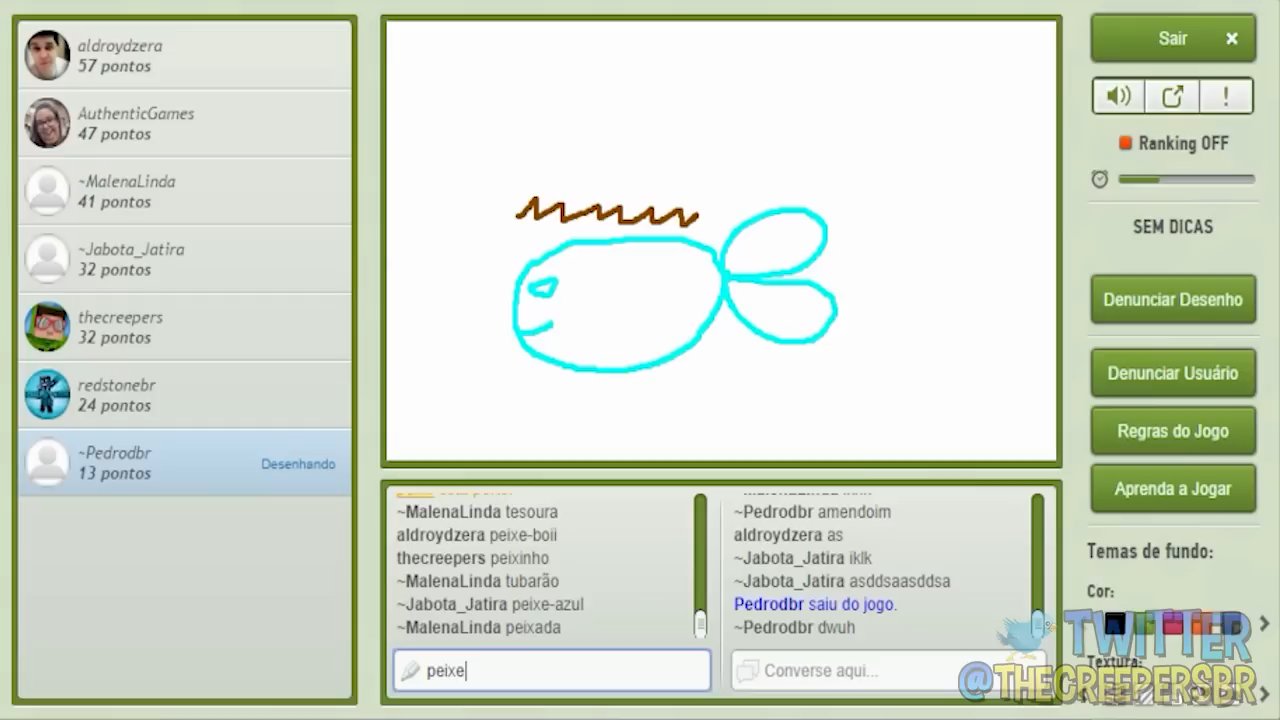 aldroydzera
57 pontos
AuthenticGames
47 pontos
~MalenaLinda
41 pontos
~Jabota_Jatira
32 pontos
thecreepers
32 pontos
redstonebr
24 pontos
~Pedrodbr
13 pontos
Desenhando
~MalenaLinda tesoura
aldroydzera peixe-boii
thecreepers peixinho
~MalenaLinda tubarão
~Jabota_Jatira peixe-azul
~MalenaLinda peixada
peixe
~Pedrodbr amendoim
aldroydzera as
~Jabota_Jatira iklk
~Jabota_Jatira asddsaasddsa
Pedrodbr saiu do jogo.
~Pedrodbr dwuh
Converse aqui...
Sair
Ranking OFF
SEM DICAS
Denunciar Desenho
Denunciar Usuário
Regras do Jogo
Aprenda a Jogar
Temas de fundo:
Cor:
Textura:
TWITTER
@THECREEPERSBR